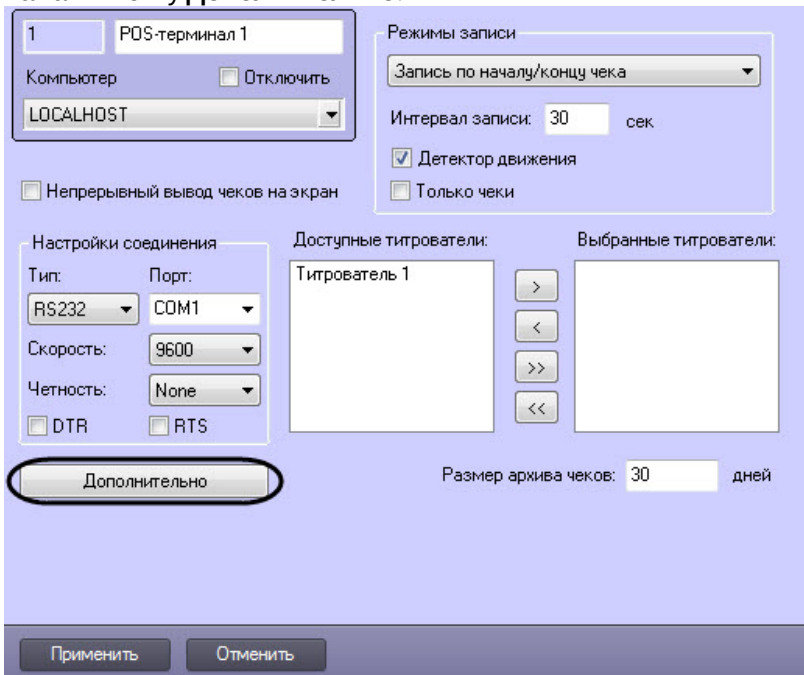 1 POS-терминал 1
Компьютер Отключить
LOCALHOST
Непрерывный вывод чеков на экран
Режимы записи
Запись по началу/концу чека
Интервал записи: 30 сек
Детектор движения
Только чеки
Настройки соединения
Тип: Порт:
RS232 COM1
Скорость: 9600
Четность: None
DTR RTS
Доступные титрователи:
Титрователь 1
>
<
>>
<<
Выбранные титрователи:
Дополнительно
Размер архива чеков: 30 дней
Применить Отменить